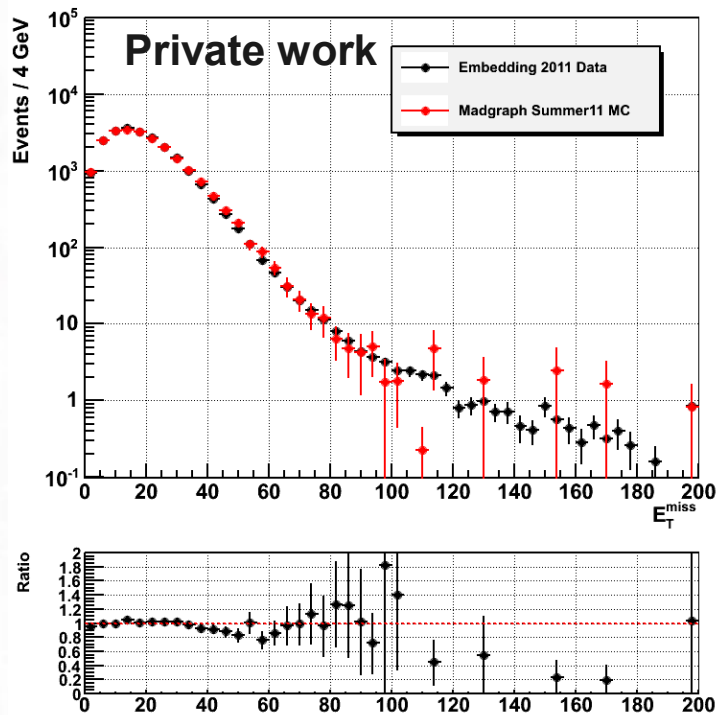 Private work
Embedding 2011 Data
Madgraph Summer11 MC
Events / 4 GeV
10^5
10^4
10^3
10^2
10
1
10^-1
0 20 40 60 80 100 120 140 160 180 200
E_T^miss
Ratio
2
1.8
1.6
1.4
1.2
1
0.8
0.6
0.4
0.2
0
0 20 40 60 80 100 120 140 160 180 200